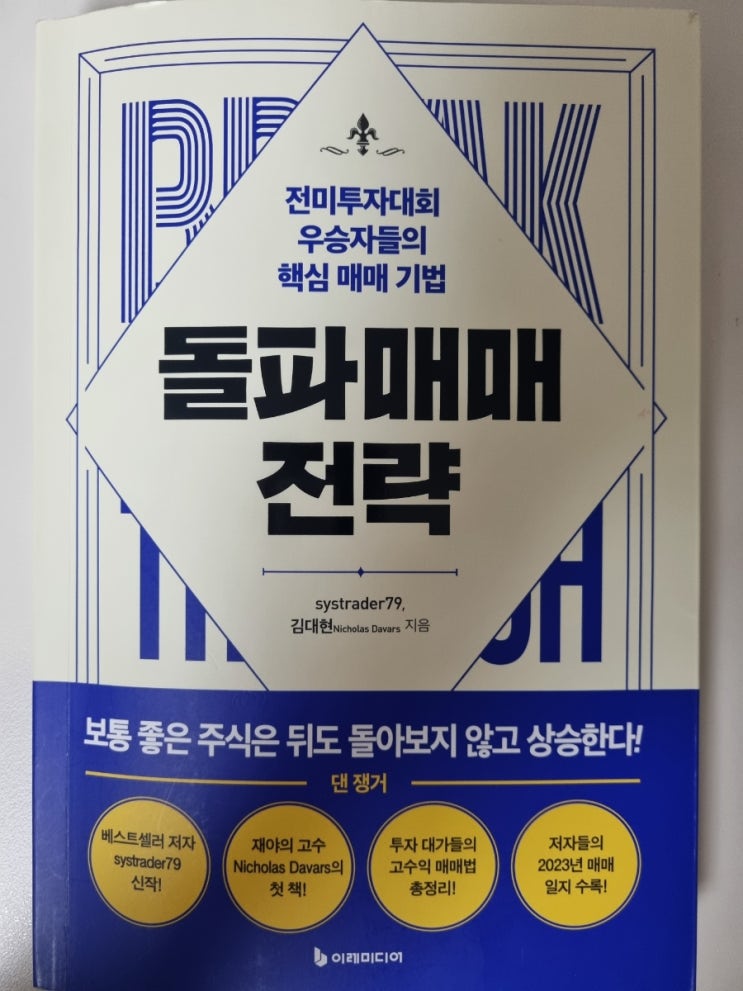 전미투자대회
우승자들의
핵심 매매 기법
돌파매매
전략
systrader79,
김대현Nicholas Davars 지음
보통 좋은 주식은 뒤도 돌아보지 않고 상승한다!
댄 쟁거
베스트셀러 저자
systrader79
신작!
재야의 고수
Nicholas Davars의
첫 책!
투자 대가들의
고수익 매매법
총정리!
저자들의
2023년 매매
일지 수록!
이레미디어